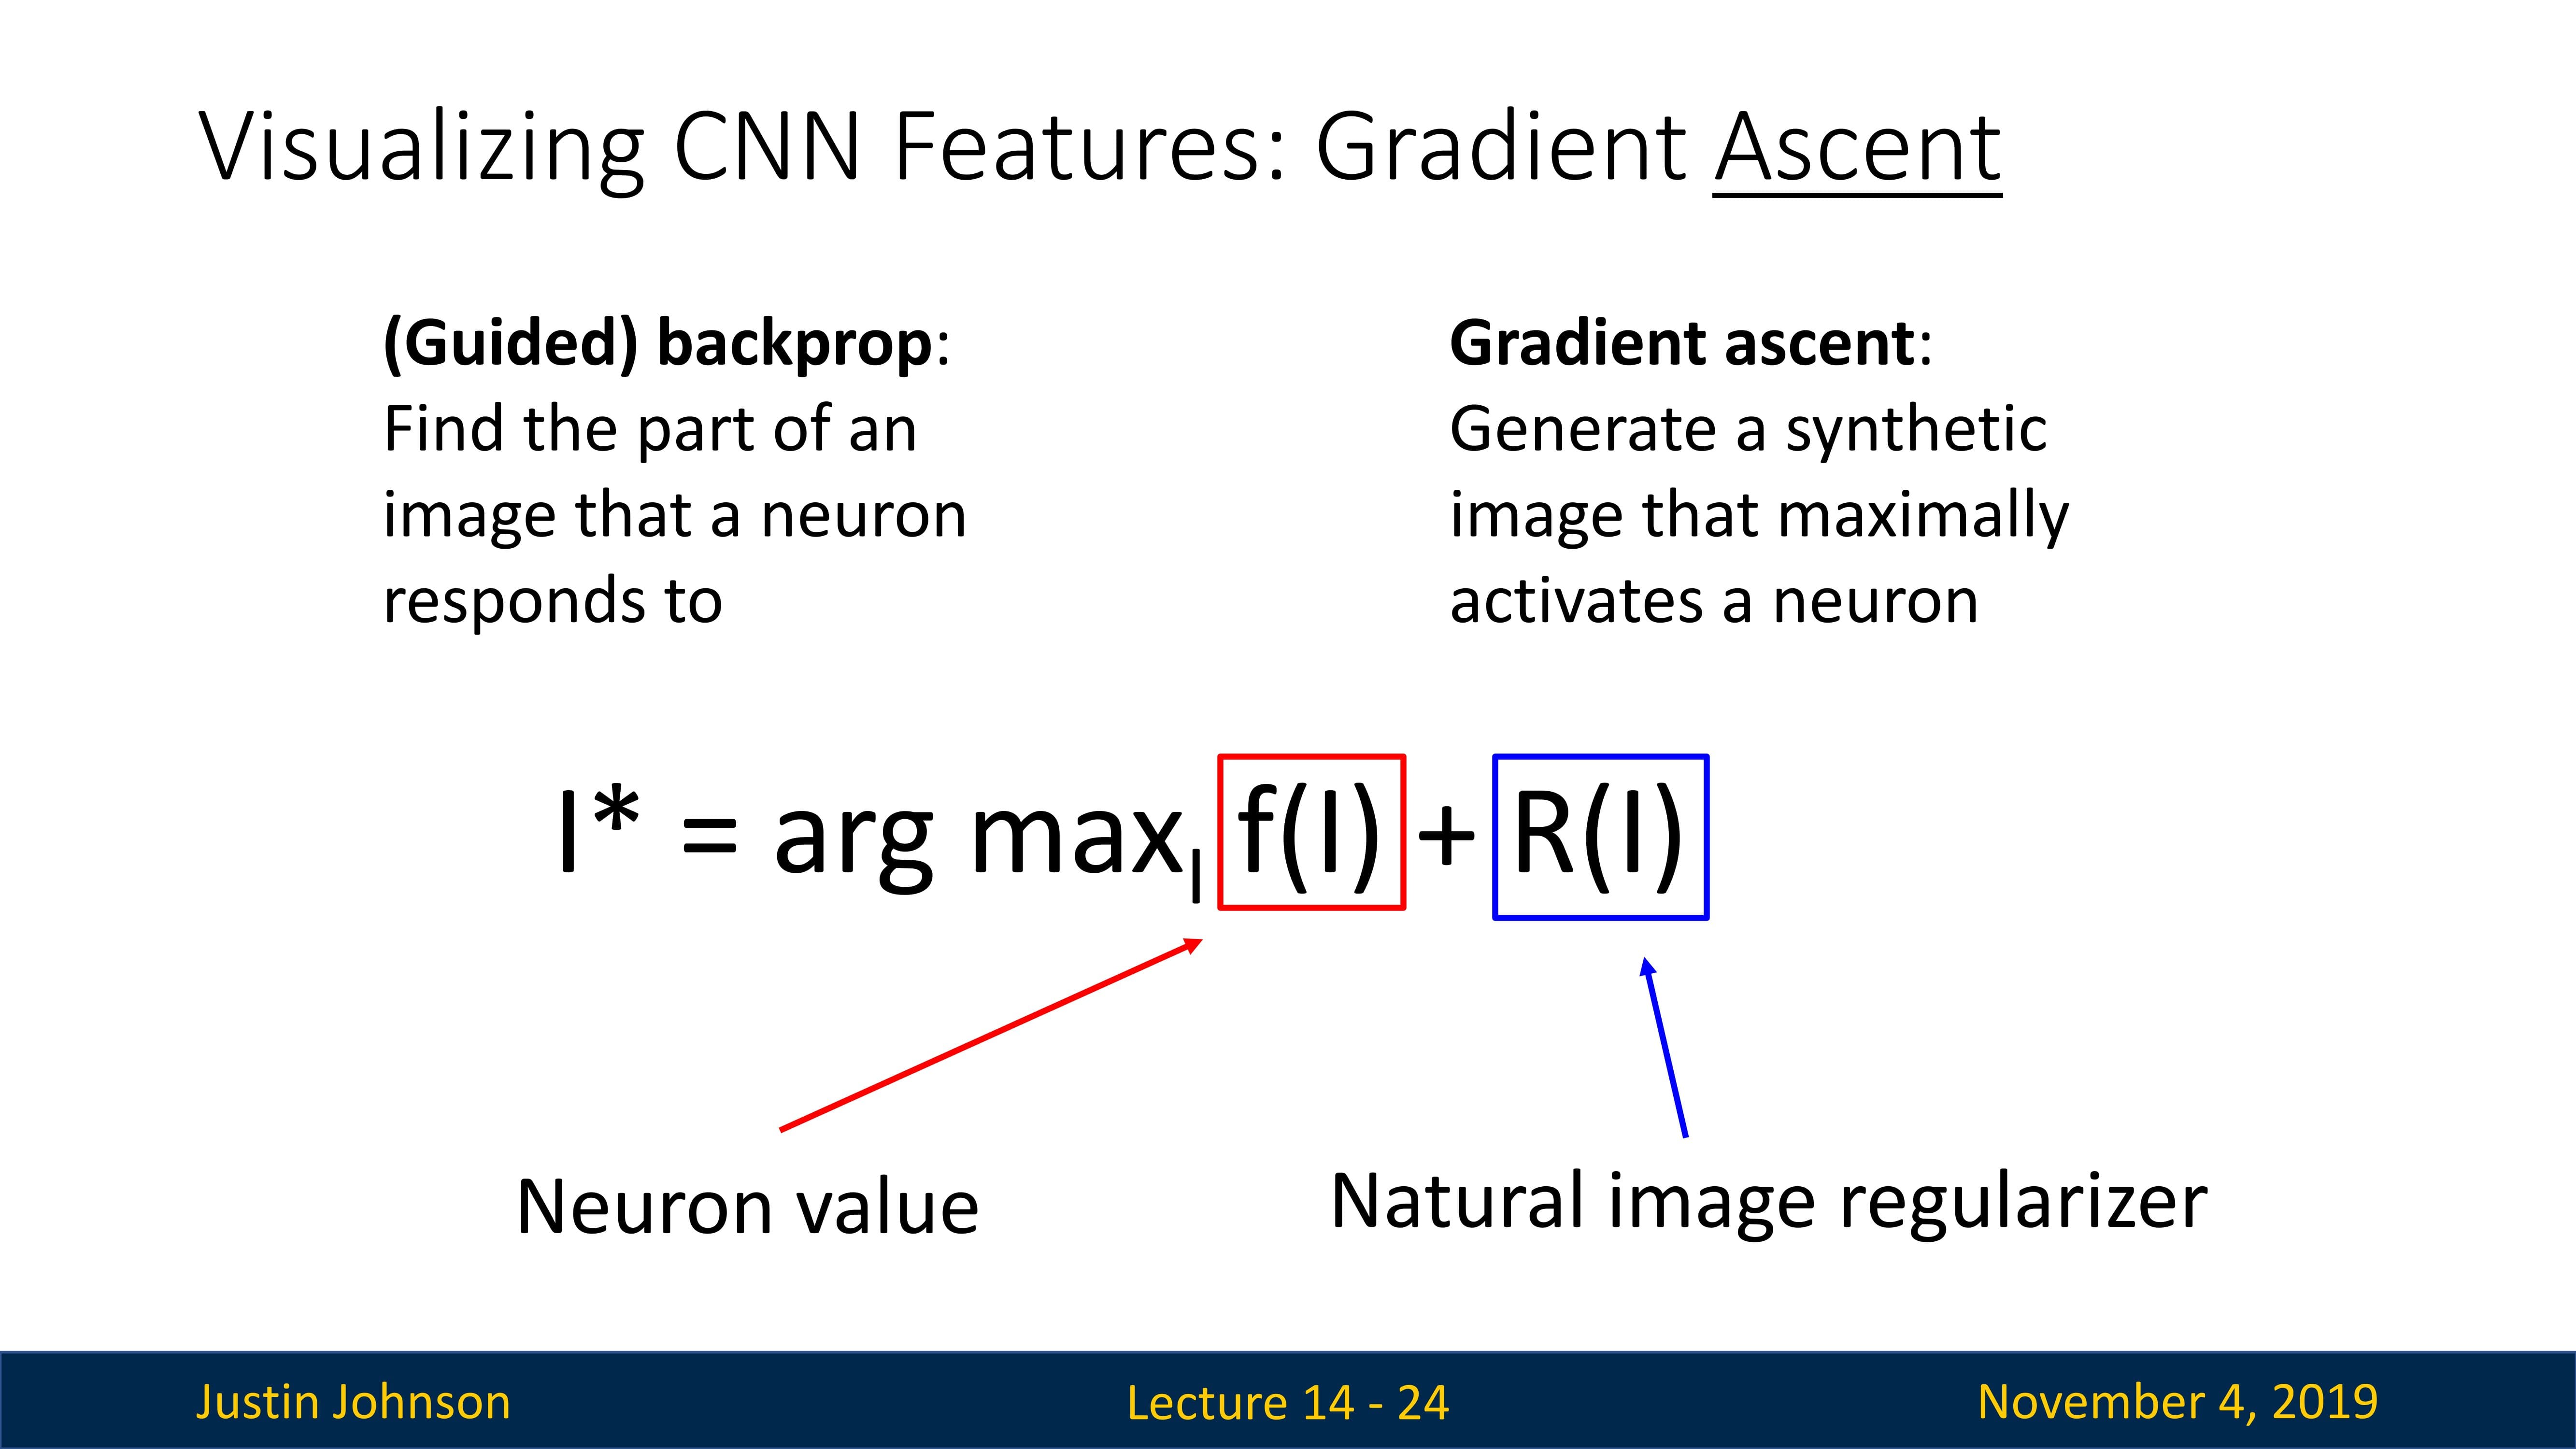 Visualizing CNN Features: Gradient Ascent
(Guided) backprop:
Find the part of an
image that a neuron
responds to
Gradient ascent:
Generate a synthetic
image that maximally
activates a neuron
I* = arg max_I f(I) + R(I)
Neuron value
Natural image regularizer
Justin Johnson
Lecture 14 - 24
November 4, 2019